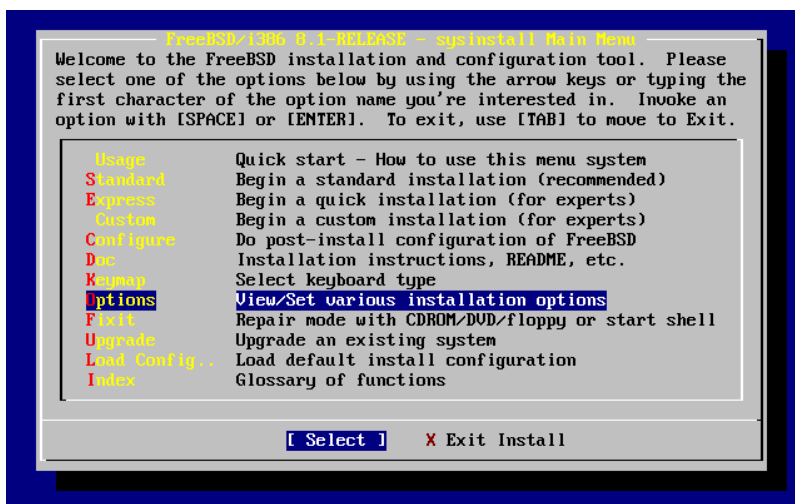 FreeBSD/i386 8.1-RELEASE - sysinstall Main Menu
Welcome to the FreeBSD installation and configuration tool.  Please
select one of the options below by using the arrow keys or typing the
first character of the option name you're interested in.  Invoke an
option with [SPACE] or [ENTER].  To exit, use [TAB] to move to Exit.
Usage Quick start - How to use this menu system
Standard Begin a standard installation (recommended)
Express Begin a quick installation (for experts)
Custom Begin a custom installation (for experts)
Configure Do post-install configuration of FreeBSD
Doc Installation instructions, README, etc.
Keymap Select keyboard type
Options View/Set various installation options
Fixit Repair mode with CDROM/DVD/floppy or start shell
Upgrade Upgrade an existing system
Load Config.. Load default install configuration
Index Glossary of functions
[ Select ] X Exit Install